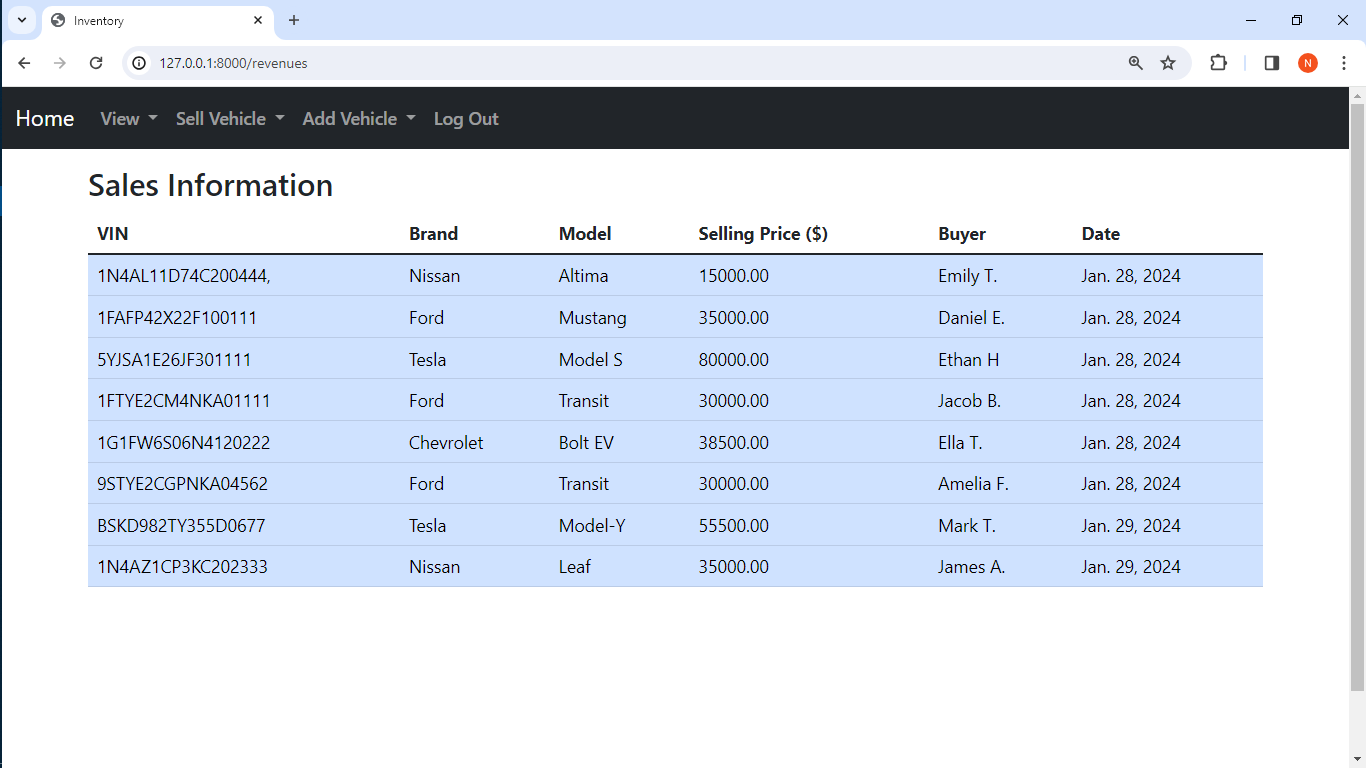 Inventory
127.0.0.1:8000/revenues
N
Home View Sell Vehicle Add Vehicle Log Out
Sales Information
VIN Brand Model Selling Price ($) Buyer Date
1N4AL11D74C200444, Nissan Altima 15000.00 Emily T. Jan. 28, 2024
1FAFP42X22F100111 Ford Mustang 35000.00 Daniel E. Jan. 28, 2024
5YJSA1E26JF301111 Tesla Model S 80000.00 Ethan H Jan. 28, 2024
1FTYE2CM4NKA01111 Ford Transit 30000.00 Jacob B. Jan. 28, 2024
1G1FW6S06N4120222 Chevrolet Bolt EV 38500.00 Ella T. Jan. 28, 2024
9STYE2CGPNKA04562 Ford Transit 30000.00 Amelia F. Jan. 28, 2024
BSKD982TY355D0677 Tesla Model-Y 55500.00 Mark T. Jan. 29, 2024
1N4AZ1CP3KC202333 Nissan Leaf 35000.00 James A. Jan. 29, 2024